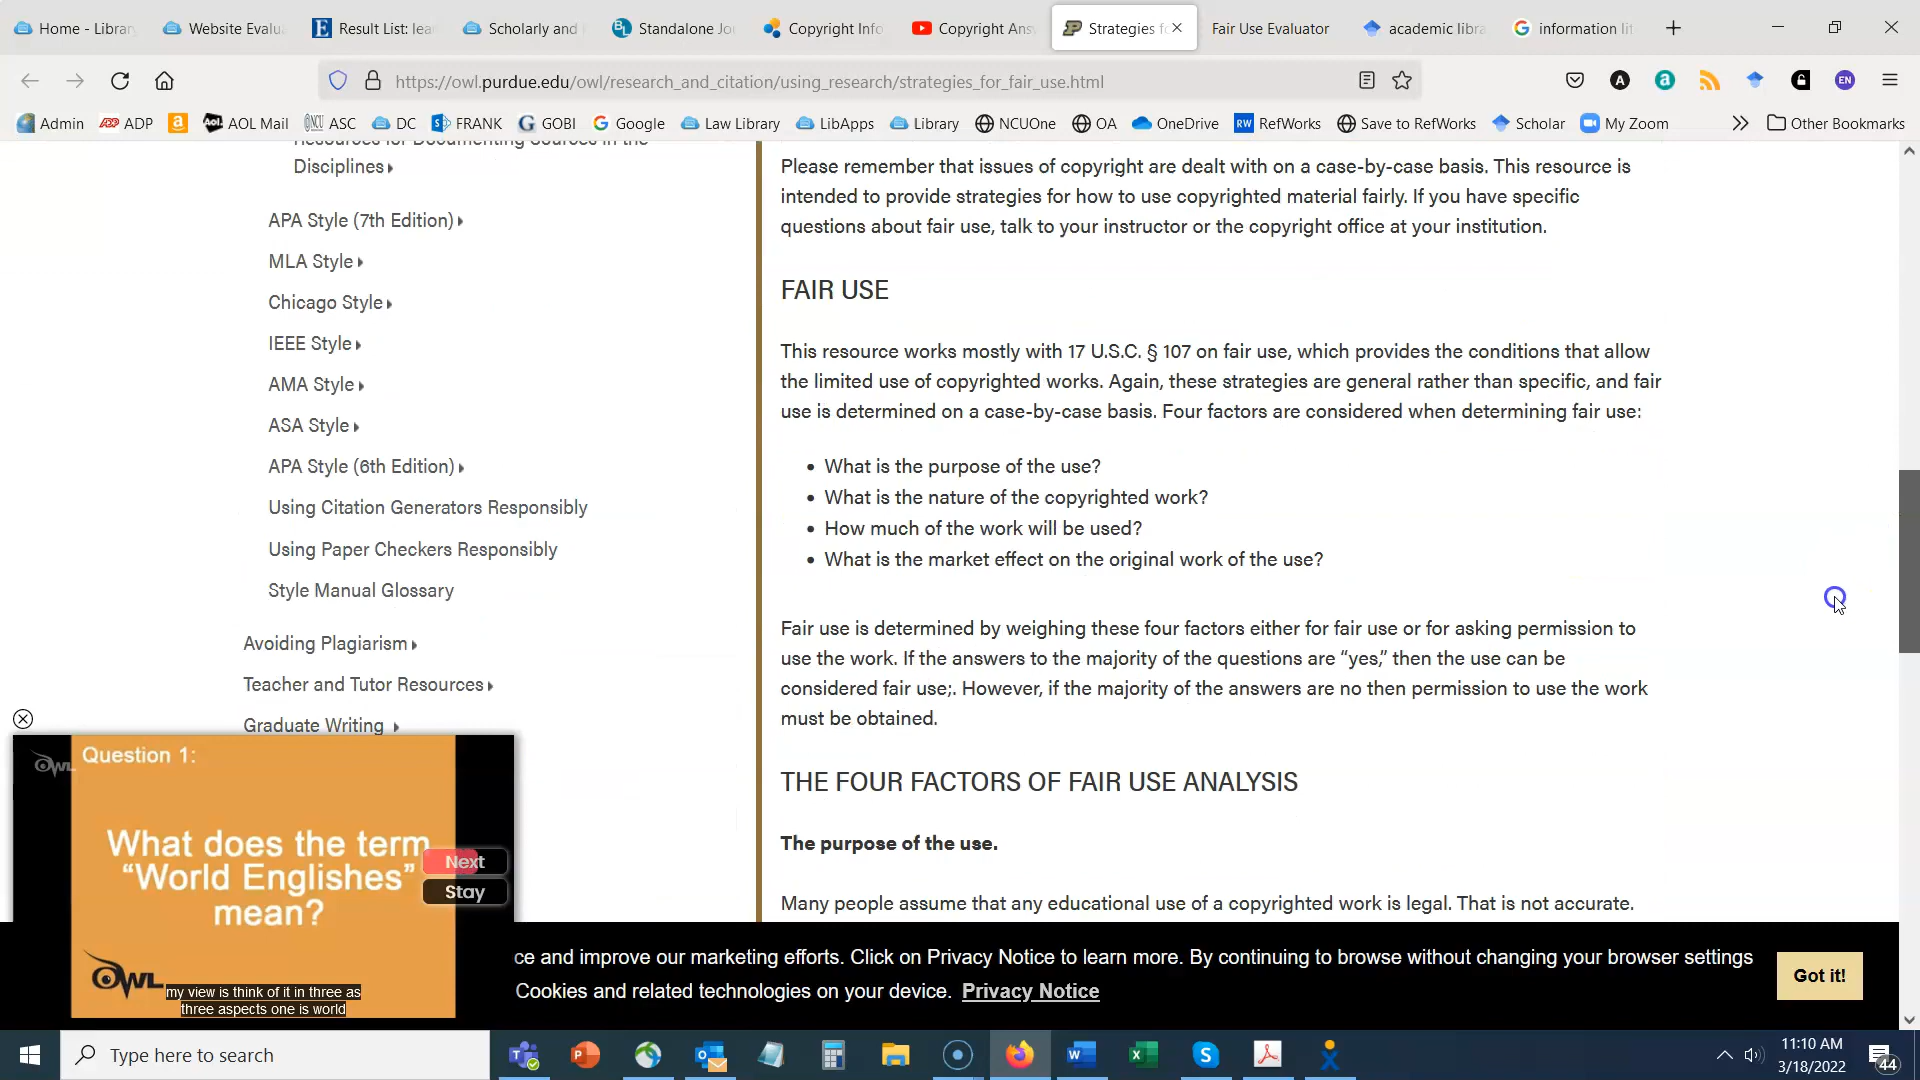 Home - Librar
Website Evalu
Result List: lea
Scholarly and
Standalone Jo
Copyright Info
Copyright Ans
Strategies fo
Fair Use Evaluator
academic libra
information lit
https://owl.purdue.edu/owl/research_and_citation/using_research/strategies_for_fair_use.html
Admin
ADP
AOL Mail
ASC
DC
FRANK
GOBI
Google
Law Library
LibApps
Library
NCUOne
OA
OneDrive
RefWorks
Save to RefWorks
Scholar
My Zoom
Other Bookmarks
Resources for Documenting Sources in the
Disciplines
APA Style (7th Edition)
MLA Style
Chicago Style
IEEE Style
AMA Style
ASA Style
APA Style (6th Edition)
Using Citation Generators Responsibly
Using Paper Checkers Responsibly
Style Manual Glossary
Avoiding Plagiarism
Teacher and Tutor Resources
Graduate Writing
Please remember that issues of copyright are dealt with on a case-by-case basis. This resource is
intended to provide strategies for how to use copyrighted material fairly. If you have specific
questions about fair use, talk to your instructor or the copyright office at your institution.
FAIR USE
This resource works mostly with 17 U.S.C. § 107 on fair use, which provides the conditions that allow
the limited use of copyrighted works. Again, these strategies are general rather than specific, and fair
use is determined on a case-by-case basis. Four factors are considered when determining fair use:
• What is the purpose of the use?
• What is the nature of the copyrighted work?
• How much of the work will be used?
• What is the market effect on the original work of the use?
Fair use is determined by weighing these four factors either for fair use or for asking permission to
use the work. If the answers to the majority of the questions are “yes,” then the use can be
considered fair use;. However, if the majority of the answers are no then permission to use the work
must be obtained.
THE FOUR FACTORS OF FAIR USE ANALYSIS
The purpose of the use.
Many people assume that any educational use of a copyrighted work is legal. That is not accurate.
OWL
Question 1:
What does the term
“World Englishes”
mean?
Next
Stay
OWL
my view is think of it in three as
three aspects one is world
ce and improve our marketing efforts. Click on Privacy Notice to learn more. By continuing to browse without changing your browser settings
Cookies and related technologies on your device. Privacy Notice
Got it!
Type here to search
11:10 AM
3/18/2022
44